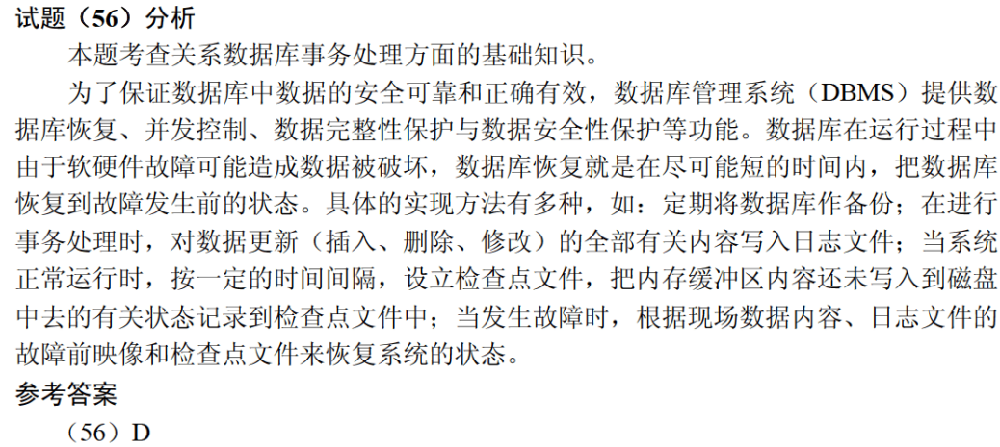 试题（56）分析
本题考查关系数据库事务处理方面的基础知识。
为了保证数据库中数据的安全可靠和正确有效，数据库管理系统（DBMS）提供数
据库恢复、并发控制、数据完整性保护与数据安全性保护等功能。数据库在运行过程中
由于软硬件故障可能造成数据被破坏，数据库恢复就是在尽可能短的时间内，把数据库
恢复到故障发生前的状态。具体的实现方法有多种，如：定期将数据库作备份；在进行
事务处理时，对数据更新（插入、删除、修改）的全部有关内容写入日志文件；当系统
正常运行时，按一定的时间间隔，设立检查点文件，把内存缓冲区内容还未写入到磁盘
中去的有关状态记录到检查点文件中；当发生故障时，根据现场数据内容、日志文件的
故障前映像和检查点文件来恢复系统的状态。
参考答案
（56）D